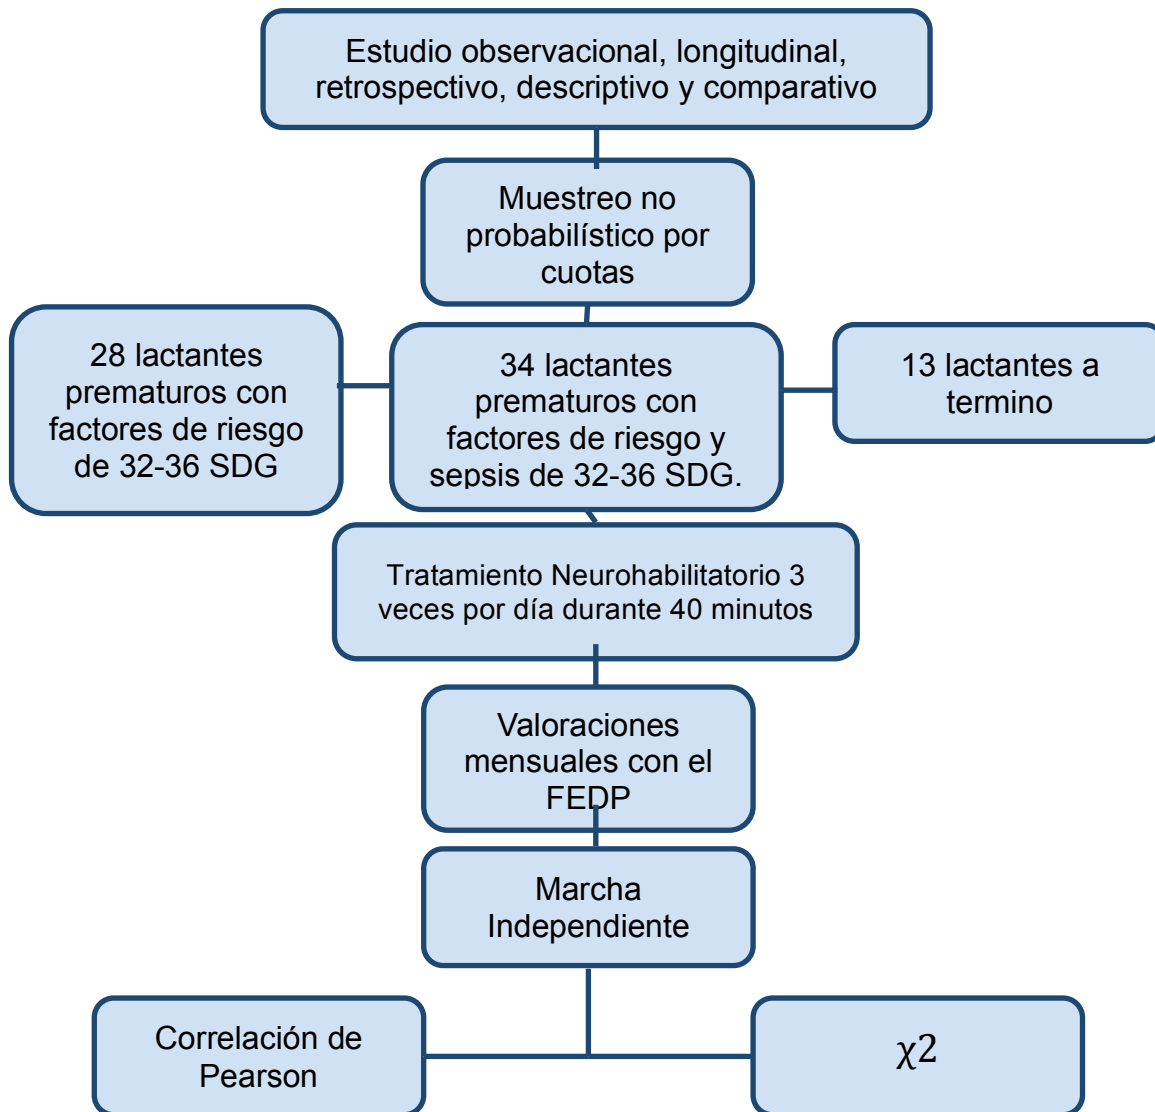 Estudio observacional, longitudinal,
retrospectivo, descriptivo y comparativo
Muestreo no
probabilístico por
cuotas
28 lactantes
prematuros con
factores de riesgo
de 32-36 SDG
34 lactantes
prematuros con
factores de riesgo y
sepsis de 32-36 SDG.
13 lactantes a
termino
Tratamiento Neurohabilitatorio 3
veces por día durante 40 minutos
Valoraciones
mensuales con el
FEDP
Marcha
Independiente
Correlación de
Pearson
χ2